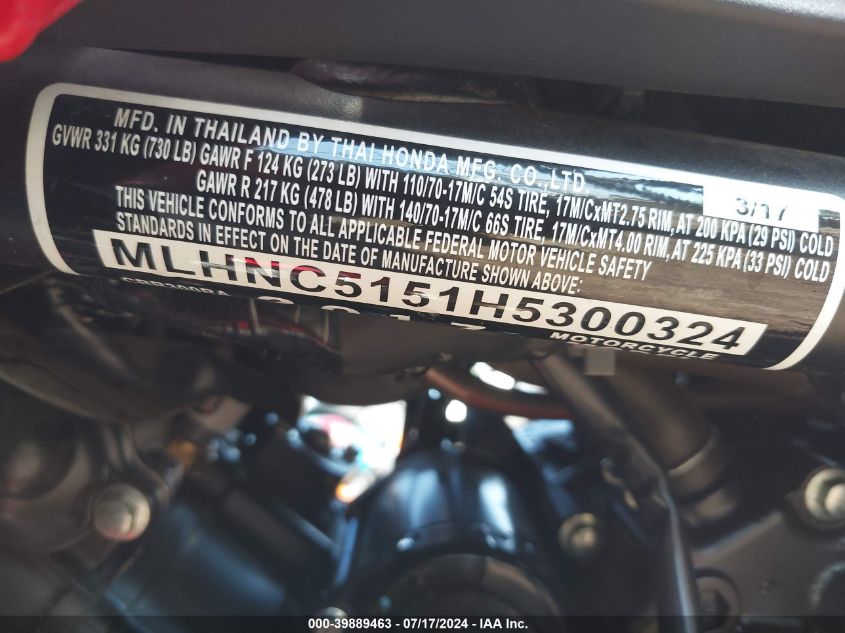 MFD. IN THAILAND BY THAI HONDA MFG. CO.,LTD. 3/17
GVWR 331 KG (730 LB) GAWR F 124 KG (273 LB) WITH 110/70-17M/C 54S TIRE, 17M/CxMT2.75 RIM, AT 200 KPA (29 PSI) COLD
GAWR R 217 KG (478 LB) WITH 140/70-17M/C 66S TIRE, 17M/CxMT4.00 RIM, AT 225 KPA (33 PSI) COLD
THIS VEHICLE CONFORMS TO ALL APPLICABLE FEDERAL MOTOR VEHICLE SAFETY
STANDARDS IN EFFECT ON THE DATE OF MANUFACTURE SHOWN ABOVE:
MLHNC5151H5300324
CBR300RA 2017 MOTORCYCLE
000-39889463 - 07/17/2024 - IAA Inc.